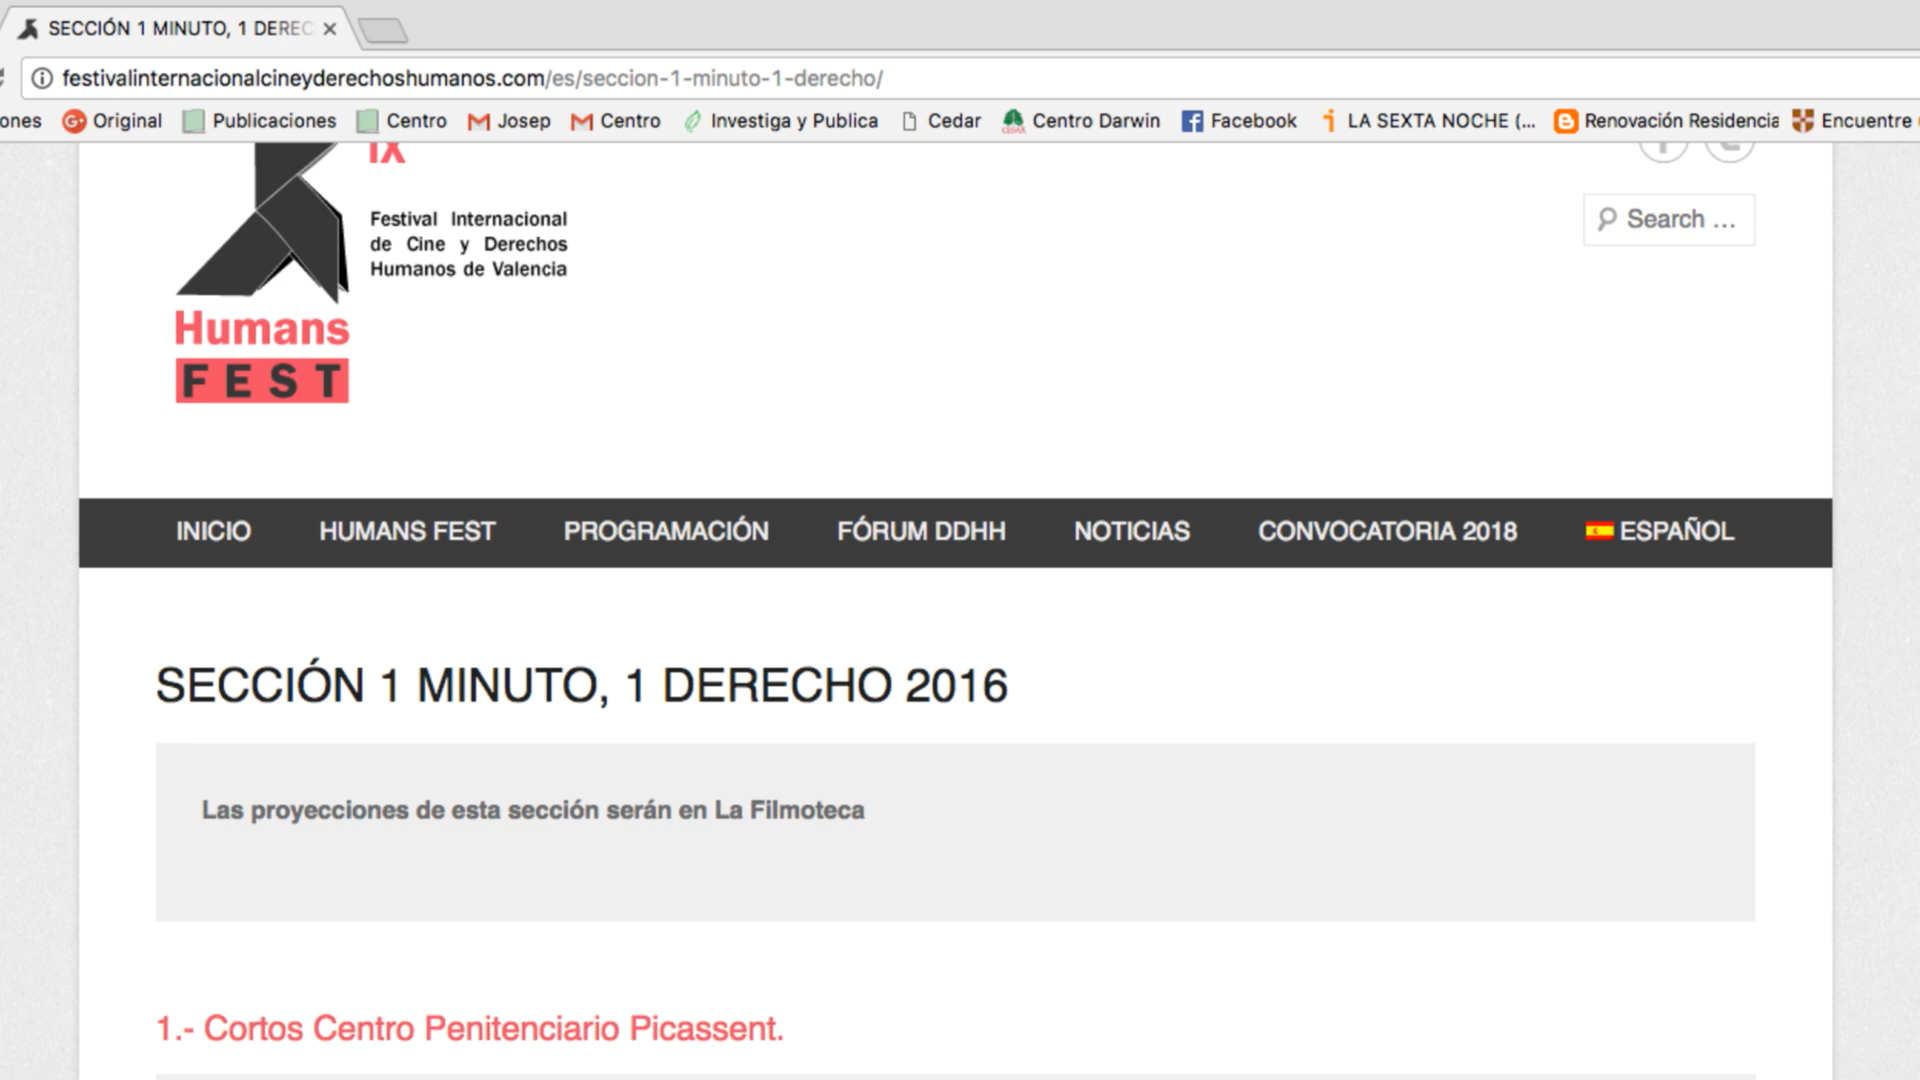 SECCIÓN 1 MINUTO, 1 DEREC
festivalinternacionalcineyderechoshumanos.com/es/seccion-1-minuto-1-derecho/
ones Original Publicaciones Centro Josep Centro Investiga y Publica Cedar Centro Darwin Facebook LA SEXTA NOCHE (... Renovación Residencia Encuentre
IX
Festival Internacional
de Cine y Derechos
Humanos de Valencia
Search ...
Humans
FEST
INICIO HUMANS FEST PROGRAMACIÓN FÓRUM DDHH NOTICIAS CONVOCATORIA 2018 ESPAÑOL
SECCIÓN 1 MINUTO, 1 DERECHO 2016
Las proyecciones de esta sección serán en La Filmoteca
1.- Cortos Centro Penitenciario Picassent.